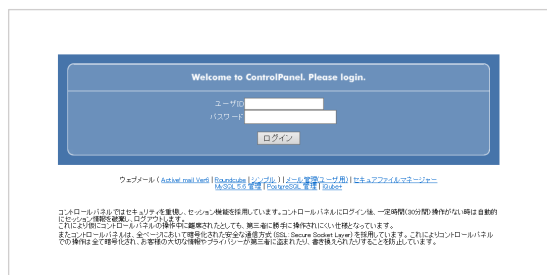 Welcome to ControlPanel. Please login.
ユーザID
パスワード
ログイン
ウェブメール ( Active! mail Ver6 | Roundcube | シンプル ) | メール管理(ユーザ用) | セキュアファイルマネージャー
MySQL 5.6 管理 | PostgreSQL 管理 | iQube+
コントロールパネルではセキュリティを重視し、セッション機能を採用しています。コントロールパネルにログイン後、一定時間(30分間)操作がない時は自動的
にセッション情報を破棄し、ログアウトします。
これにより仮にコントロールパネルの操作中に離席されたとしても、第三者に勝手に操作されにくい仕様となっています。
またコントロールパネルは、全ページにおいて暗号化された安全な通信方式 (SSL: Secure Socket Layer) を採用しています。これによりコントロールパネル
での操作は全て暗号化され、お客様の大切な情報やプライバシーが第三者に盗まれたり、書き換えられたりすることを防止しています。